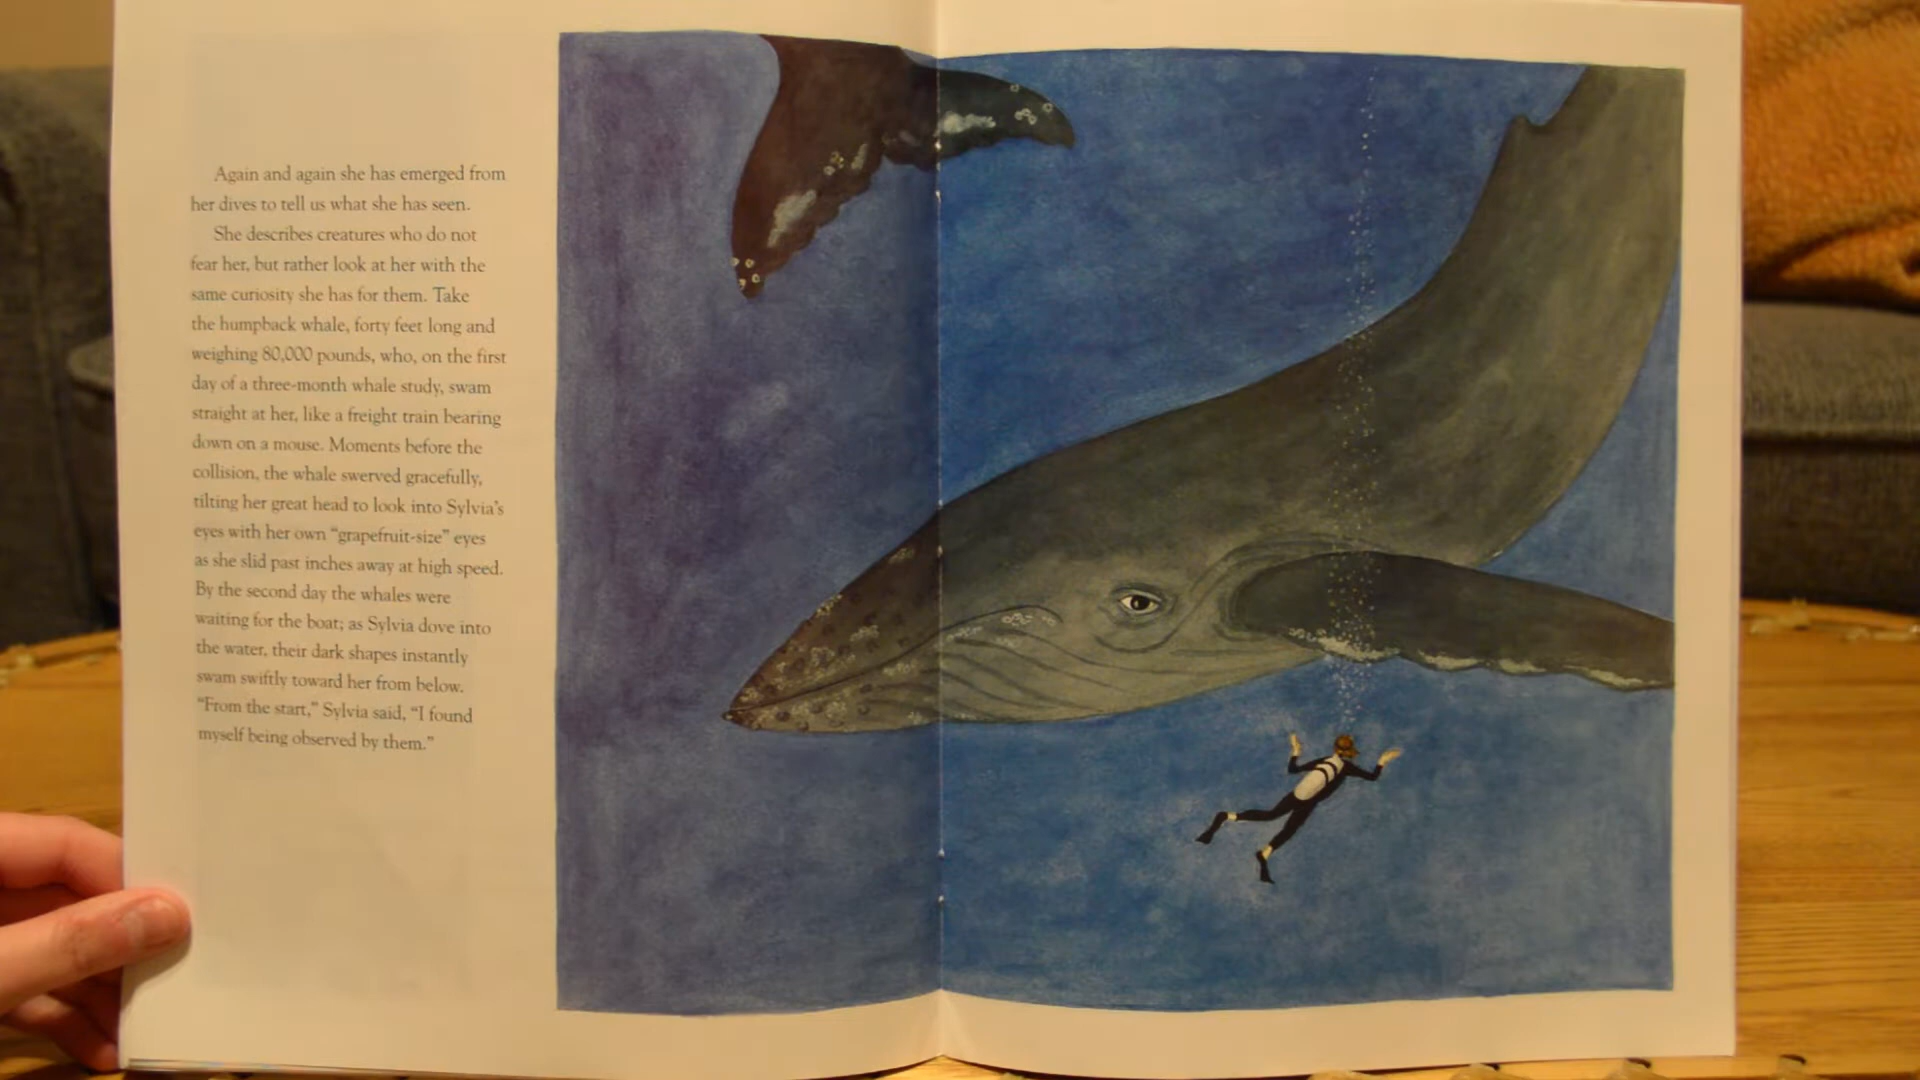 Again and again she has emerged from
her dives to tell us what she has seen.
She describes creatures who do not
fear her, but rather look at her with the
same curiosity she has for them. Take
the humpback whale, forty feet long and
weighing 80,000 pounds, who, on the first
day of a three-month whale study, swam
straight at her, like a freight train bearing
down on a mouse. Moments before the
collision, the whale swerved gracefully,
tilting her great head to look into Sylvia's
eyes with her own “grapefruit-size” eyes
as she slid past inches away at high speed.
By the second day the whales were
waiting for the boat; as Sylvia dove into
the water, their dark shapes instantly
swam swiftly toward her from below.
“From the start,” Sylvia said, “I found
myself being observed by them.”